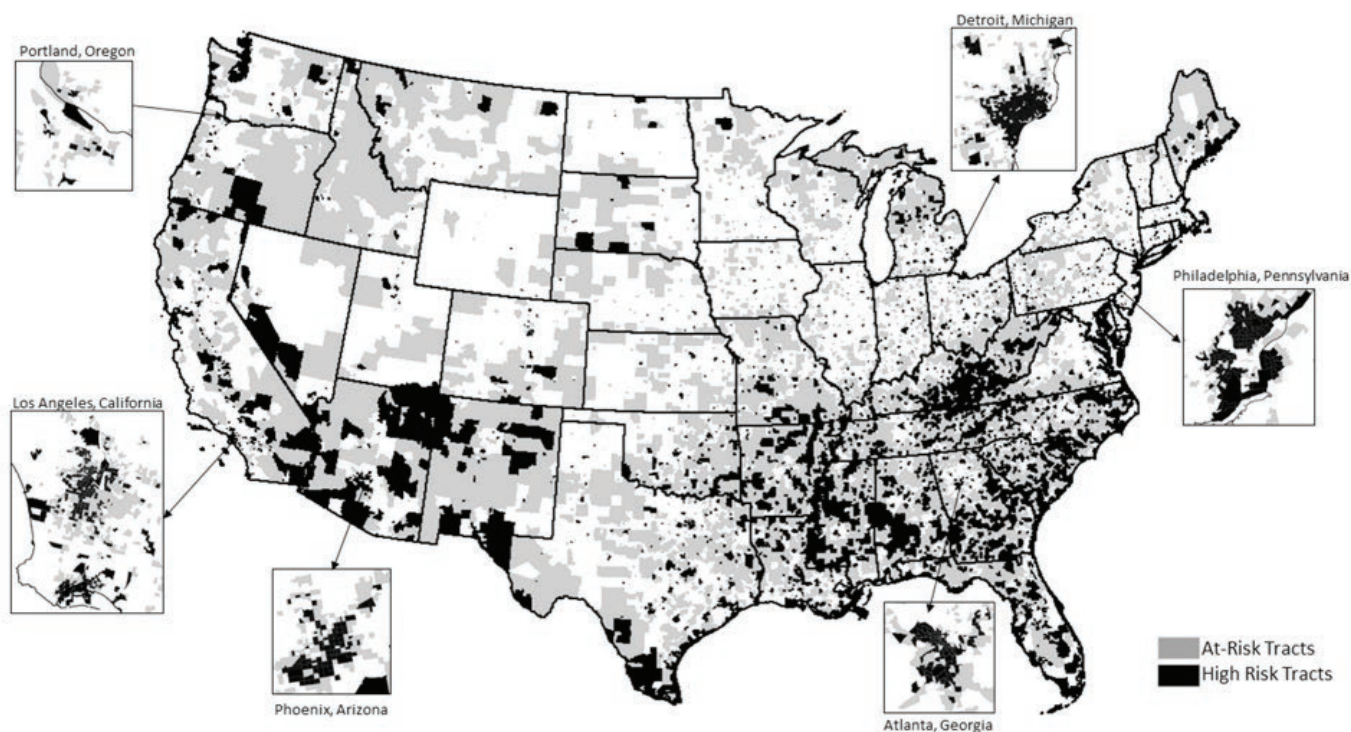 Detroit, Michigan
Portland, Oregon
Philadelphia, Pennsylvania
Los Angeles, California
At-Risk Tracts
High Risk Tracts
Phoenix, Arizona
Atlanta, Georgia